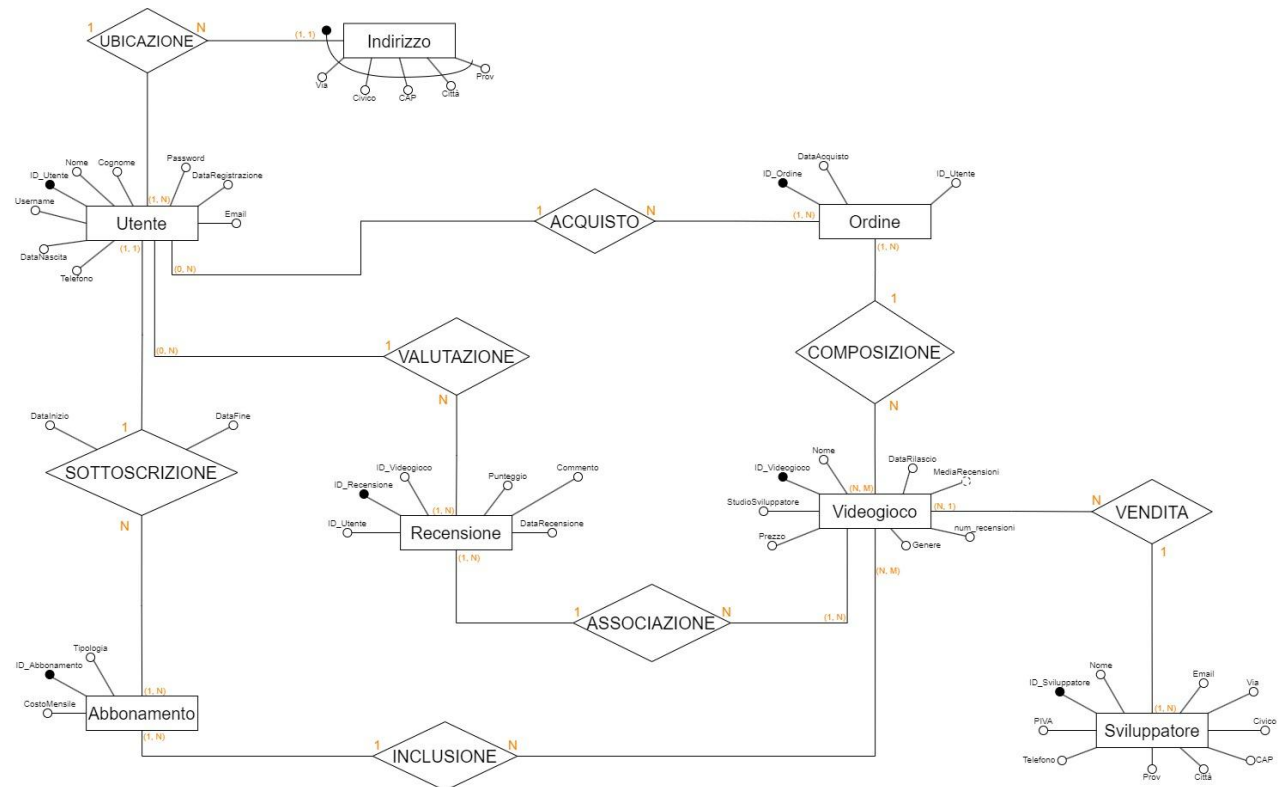 1
UBICAZIONE
N
(1, 1)
Indirizzo
Via
Civico
CAP
Città
Prov
Nome
Cognome
Password
ID_Utente
DataRegistrazione
Username
(1, N)
Email
Utente
DataNascita
(1, 1)
Telefono
(0, N)
(0, N)
1
ACQUISTO
N
DataAcquisto
ID_Ordine
ID_Utente
(1, N)
Ordine
(1, N)
1
COMPOSIZIONE
N
1
VALUTAZIONE
N
DataInizio
DataFine
1
SOTTOSCRIZIONE
N
ID_Videogioco
Punteggio
Commento
ID_Recensione
ID_Utente
(1, N)
DataRecensione
Recensione
(1, N)
Nome
DataRilascio
ID_Videogioco
MediaRecensioni
StudioSviluppatore
(N, M)
Videogioco
(N, 1)
num_recensioni
Prezzo
Genere
(N, M)
(1, N)
N
VENDITA
1
1
ASSOCIAZIONE
N
Tipologia
ID_Abbonamento
CostoMensile
(1, N)
Abbonamento
(1, N)
1
INCLUSIONE
N
Nome
Email
ID_Sviluppatore
Via
PIVA
(1, N)
Civico
Sviluppatore
Telefono
Prov
Città
CAP